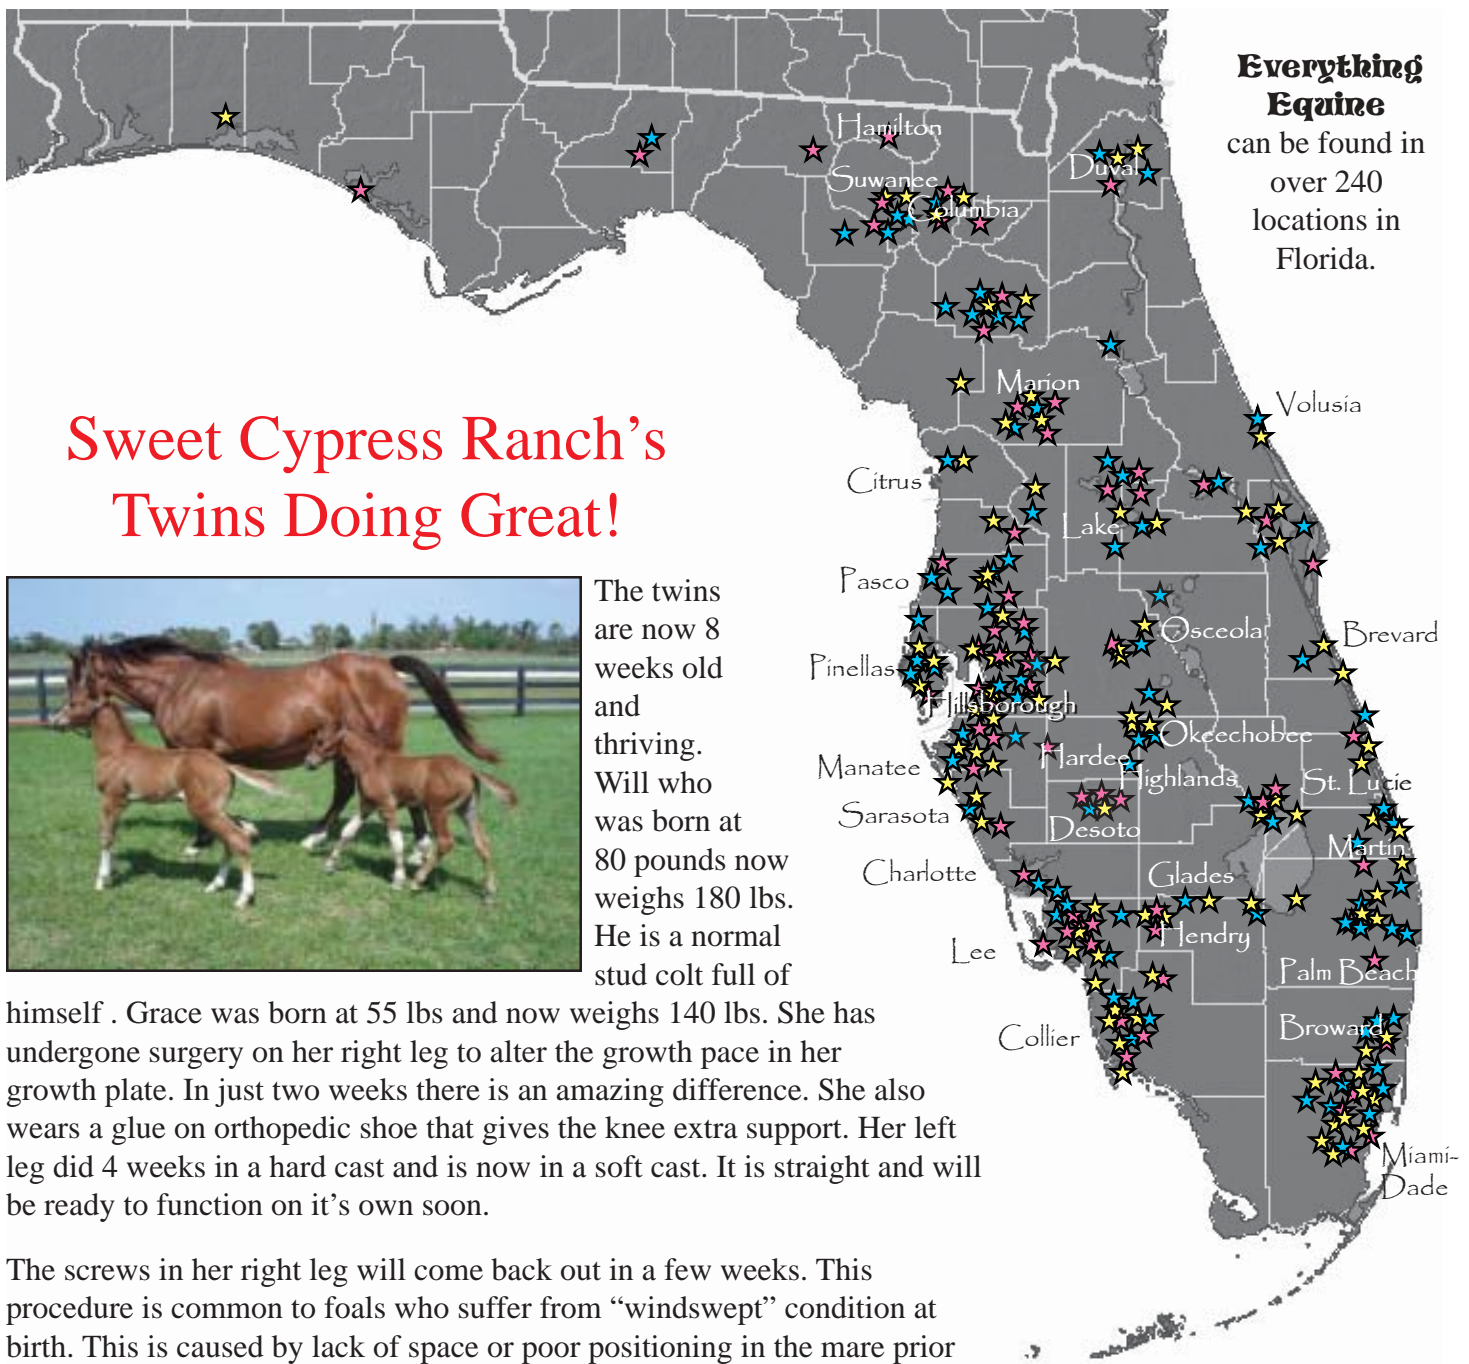 Everything
Equine
can be found in
over 240
locations in
Florida.
Hamilton
Suwanee
Columbia
Duval
Marion
Volusia
Citrus
Lake
Pasco
Osceola
Brevard
Pinellas
Hillsborough
Okeechobee
Hardee
Manatee
Highlands
St. Lucie
Sarasota
Desoto
Martin
Charlotte
Glades
Hendry
Lee
Palm Beach
Collier
Broward
Miami-
Dade
Sweet Cypress Ranch’s
Twins Doing Great!
The twins
are now 8
weeks old
and
thriving.
Will who
was born at
80 pounds now
weighs 180 lbs.
He is a normal
stud colt full of
himself . Grace was born at 55 lbs and now weighs 140 lbs. She has
undergone surgery on her right leg to alter the growth pace in her
growth plate. In just two weeks there is an amazing difference. She also
wears a glue on orthopedic shoe that gives the knee extra support. Her left
leg did 4 weeks in a hard cast and is now in a soft cast. It is straight and will
be ready to function on it’s own soon.
The screws in her right leg will come back out in a few weeks. This
procedure is common to foals who suffer from “windswept” condition at
birth. This is caused by lack of space or poor positioning in the mare prior